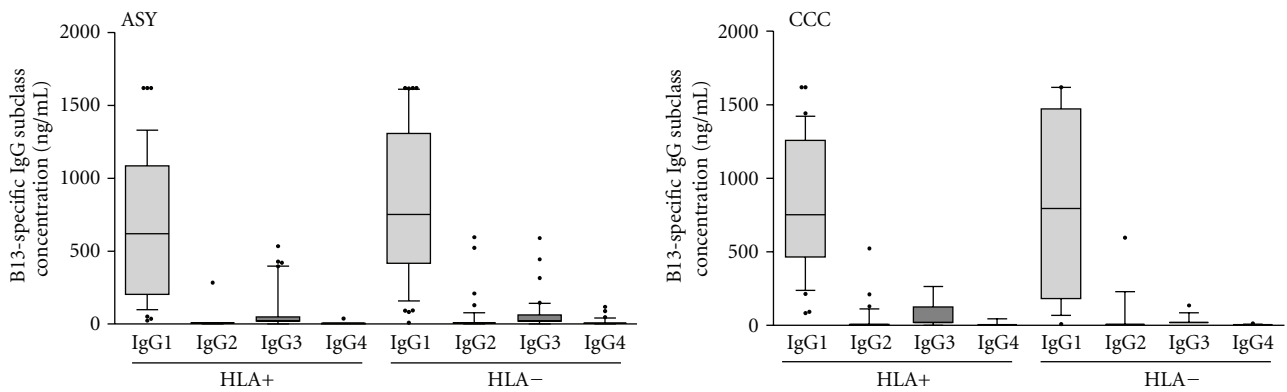 ASY
B13-specific IgG subclass
concentration (ng/mL)
2000
1500
1000
500
0
IgG1 IgG2 IgG3 IgG4 IgG1 IgG2 IgG3 IgG4
HLA+ HLA−
CCC
B13-specific IgG subclass
concentration (ng/mL)
2000
1500
1000
500
0
IgG1 IgG2 IgG3 IgG4 IgG1 IgG2 IgG3 IgG4
HLA+ HLA−